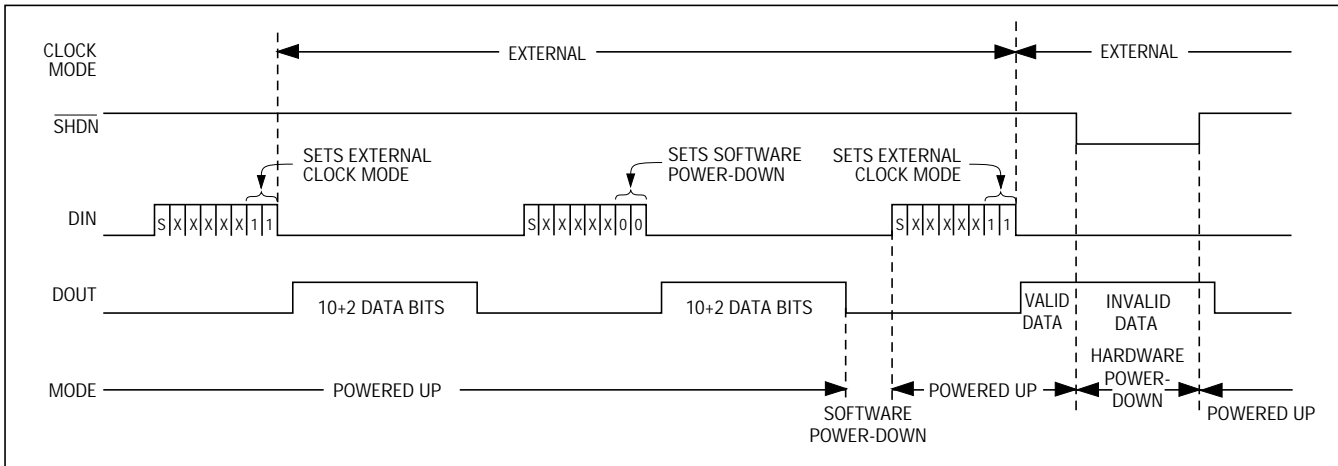 CLOCK
MODE
EXTERNAL
EXTERNAL
SHDN
SETS EXTERNAL
CLOCK MODE
SETS SOFTWARE
POWER-DOWN
SETS EXTERNAL
CLOCK MODE
DIN
S X X X X X 1 1
S X X X X X 0 0
S X X X X X 1 1
DOUT
10+2 DATA BITS
10+2 DATA BITS
VALID
DATA
INVALID
DATA
MODE
POWERED UP
SOFTWARE
POWER-DOWN
POWERED UP
HARDWARE
POWER-
DOWN
POWERED UP